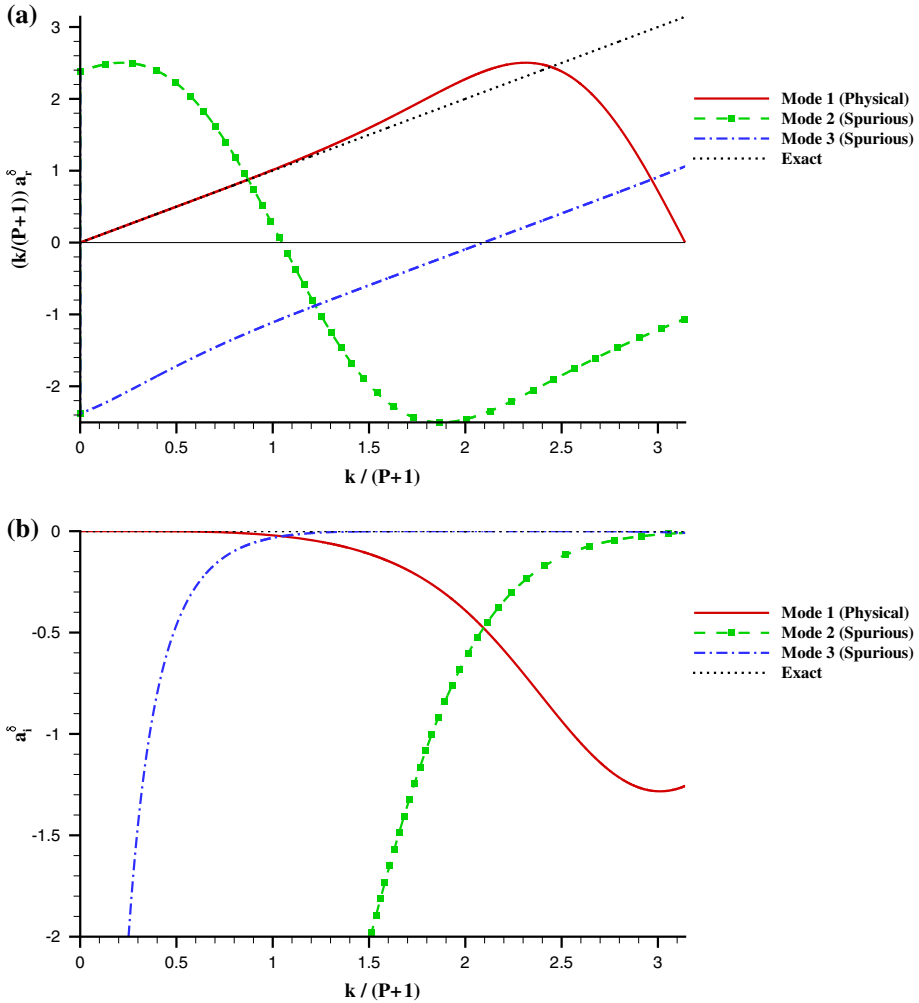 (a)
3
2
1
0
-1
-2
(k/(P+1)) a_r^δ
0
0.5
1
1.5
2
2.5
3
k / (P+1)
Mode 1 (Physical)
Mode 2 (Spurious)
Mode 3 (Spurious)
Exact
(b)
0
-0.5
-1
-1.5
-2
a_i^δ
0
0.5
1
1.5
2
2.5
3
k / (P+1)
Mode 1 (Physical)
Mode 2 (Spurious)
Mode 3 (Spurious)
Exact